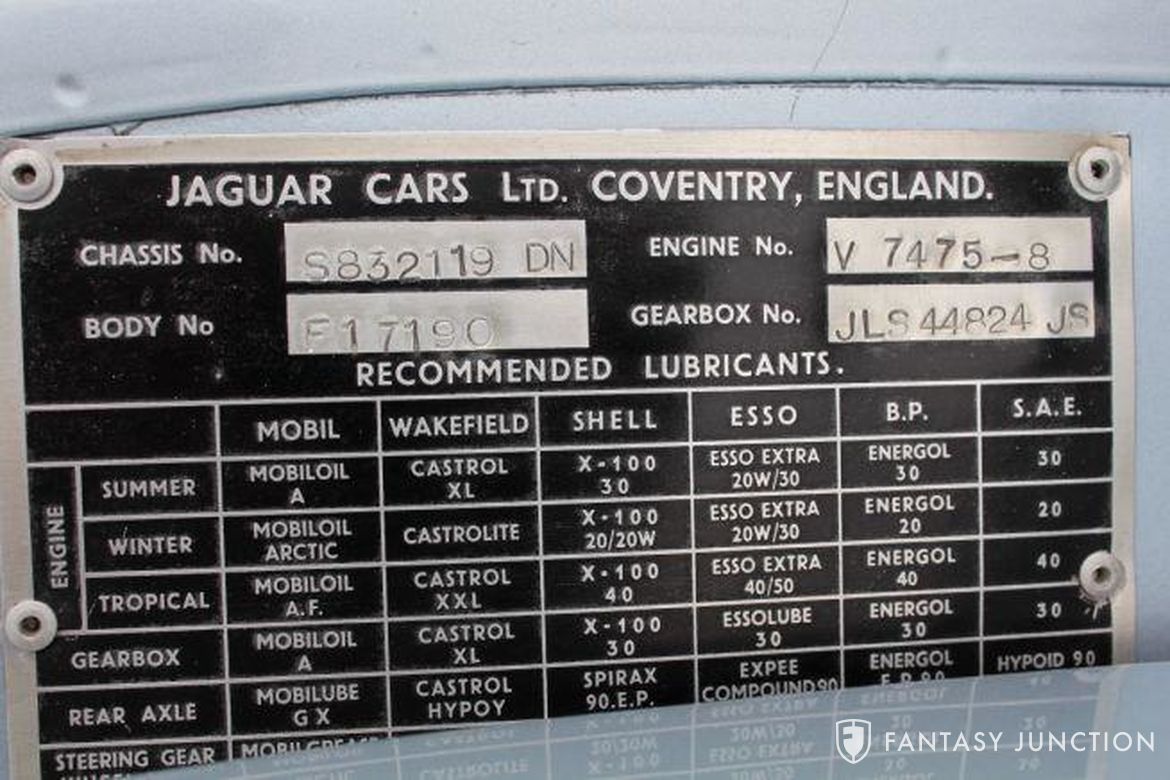 JAGUAR CARS LTD. COVENTRY, ENGLAND.
CHASSIS No. S832119 DN ENGINE No. V 7475-8
BODY No F17190 GEARBOX No. JLS 44824 JS
RECOMMENDED LUBRICANTS.
MOBIL WAKEFIELD SHELL ESSO B.P. S.A.E.
ENGINE
SUMMER MOBILOIL A CASTROL XL X-100 30 ESSO EXTRA 20W/30 ENERGOL 30 30
WINTER MOBILOIL ARCTIC CASTROLITE X-100 20/20W ESSO EXTRA 20W/30 ENERGOL 20 20
TROPICAL MOBILOIL A.F. CASTROL XXL X-100 40 ESSO EXTRA 40/50 ENERGOL 40 40
GEARBOX MOBILOIL A CASTROL XL X-100 30 ESSOLUBE 30 ENERGOL 30 30
REAR AXLE MOBILUBE GX CASTROL HYPOY SPIRAX 90.E.P. EXPEE COMPOUND 90 ENERGOL E.P.90 HYPOID 90
STEERING GEAR
FANTASY JUNCTION